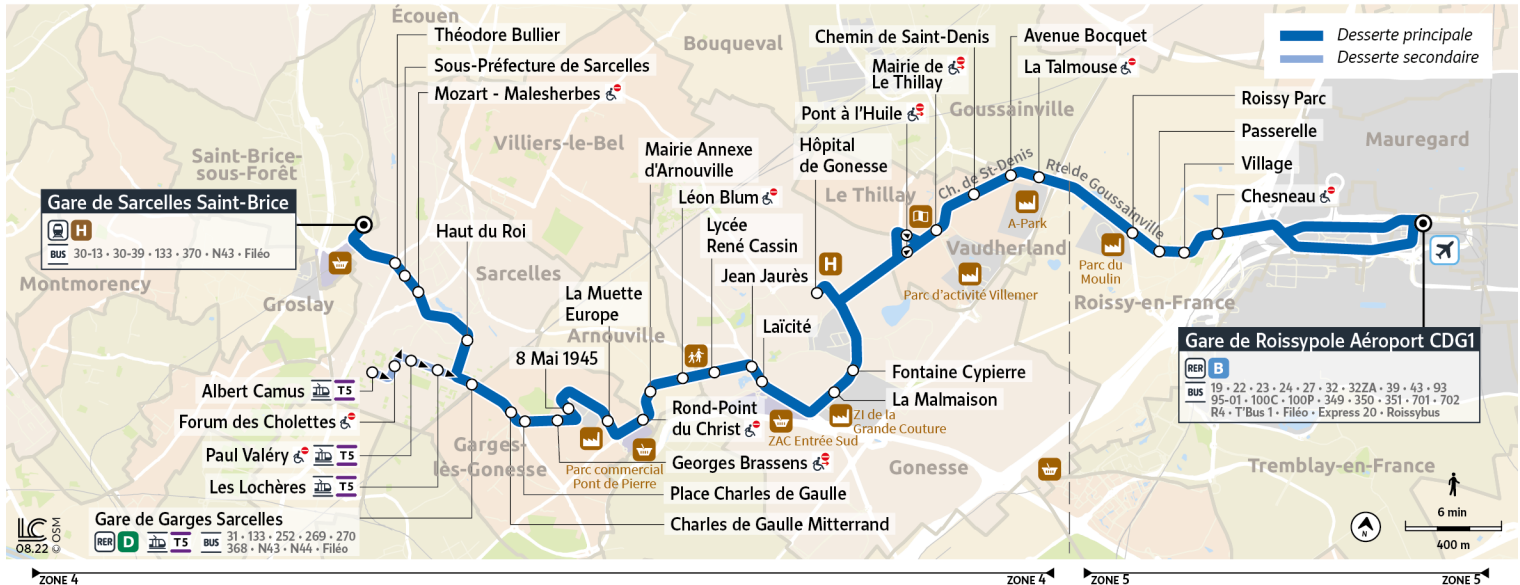 Écouen
Théodore Bullier
Sous-Préfecture de Sarcelles
Mozart - Malesherbes
Bouqueval
Villiers-le-Bel
Saint-Brice-
sous-Forêt
Gare de Sarcelles Saint-Brice
H
BUS 30-13 • 30-39 • 133 • 370 • N43 • Filéo
Montmorency
Groslay
Haut du Roi
Sarcelles
La Muette
Europe
Arnouville
8 Mai 1945
Mairie Annexe
d'Arnouville
Léon Blum
Lycée
René Cassin
Jean Jaurès
Laïcité
Chemin de Saint-Denis
Mairie de
Le Thillay
Pont à l'Huile
Hôpital
de Gonesse
H
Le Thillay
Goussainville
Avenue Bocquet
La Talmouse
Ch. de St-Denis
Rte de Goussainville
A-Park
Vaudherland
Parc d'activité Villemer
Desserte principale
Desserte secondaire
Roissy Parc
Passerelle
Village
Chesneau
Mauregard
Parc du
Moulin
Roissy-en-France
Gare de Roissypole Aéroport CDG1
RER B
BUS 19 • 22 • 23 • 24 • 27 • 32 • 32ZA • 39 • 43 • 93
95-01 • 100C • 100P • 349 • 350 • 351 • 701 • 702
R4 • T'Bus 1 • Filéo • Express 20 • Roissybus
Albert Camus T5
Forum des Cholettes
Paul Valéry T5
Les Lochères T5
Gare de Garges Sarcelles
RER D T5 BUS 31 • 133 • 252 • 269 • 270
368 • N43 • N44 • Filéo
Garges-
lès-Gonesse
Parc commercial
Pont de Pierre
Rond-Point
du Christ
Georges Brassens
Place Charles de Gaulle
Charles de Gaulle Mitterrand
ZAC Entrée Sud
ZI de la
Grande Couture
Fontaine Cypierre
La Malmaison
Gonesse
Tremblay-en-France
LC
08.22
© OSM
N
6 min
400 m
ZONE 4
ZONE 4
ZONE 5
ZONE 5